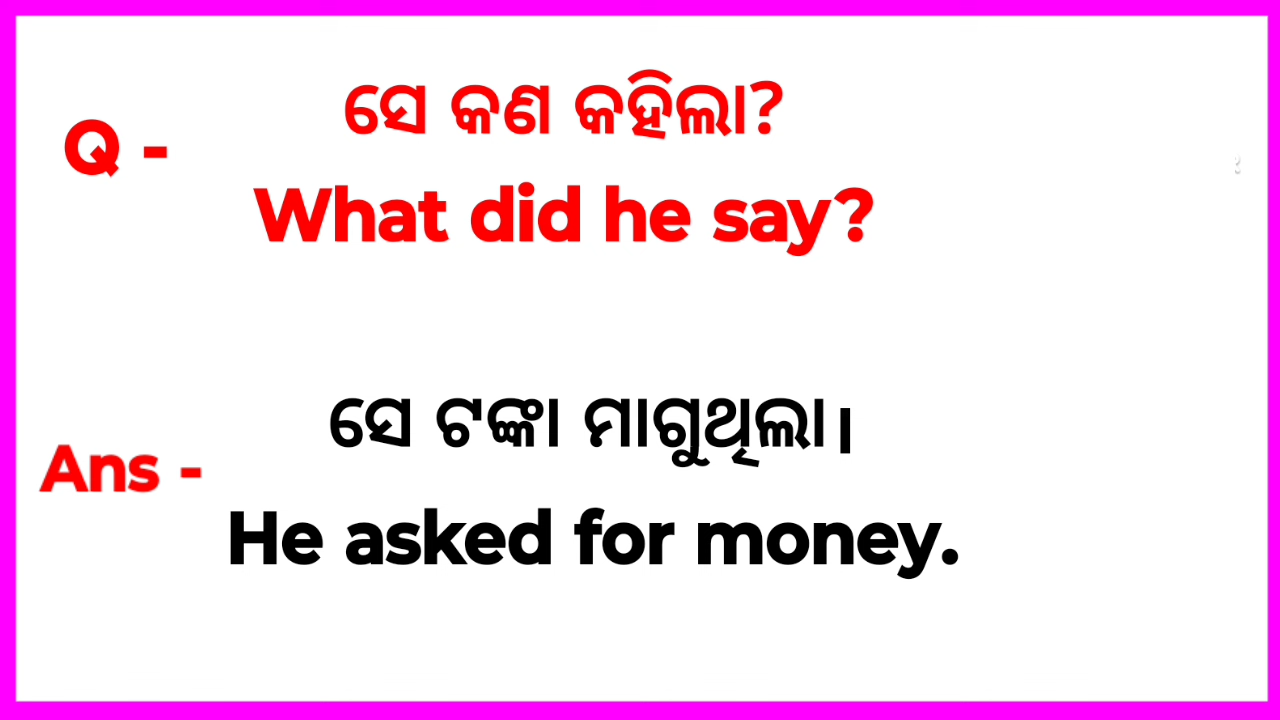 ସେ କଣ କହିଲା?
Q -
What did he say?
ସେ ଟଙ୍କା ମାଗୁଥିଲା।
Ans -
He asked for money.